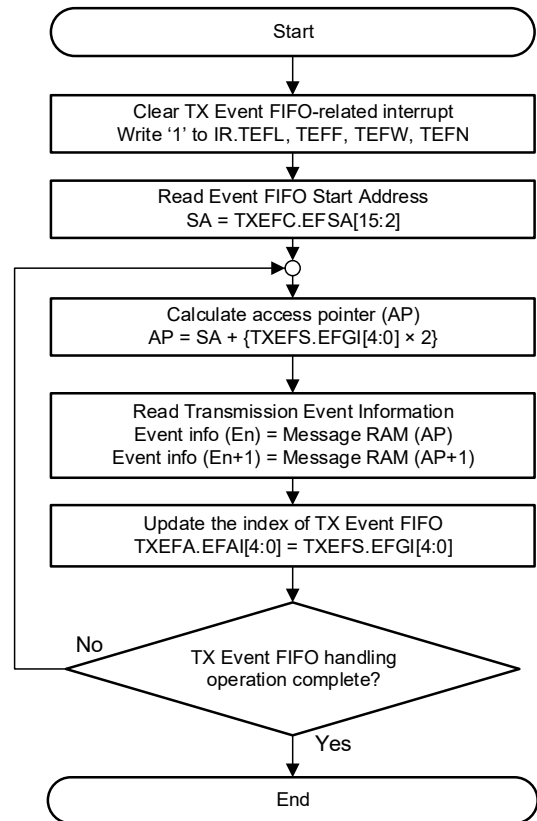 Start
Clear TX Event FIFO-related interrupt
Write ‘1’ to IR.TEFL, TEFF, TEFW, TEFN
Read Event FIFO Start Address
SA = TXEFC.EFSA[15:2]
Calculate access pointer (AP)
AP = SA + {TXEFS.EFGI[4:0] × 2}
Read Transmission Event Information
Event info (En) = Message RAM (AP)
Event info (En+1) = Message RAM (AP+1)
Update the index of TX Event FIFO
TXEFA.EFAI[4:0] = TXEFS.EFGI[4:0]
No
TX Event FIFO handling
operation complete?
Yes
End